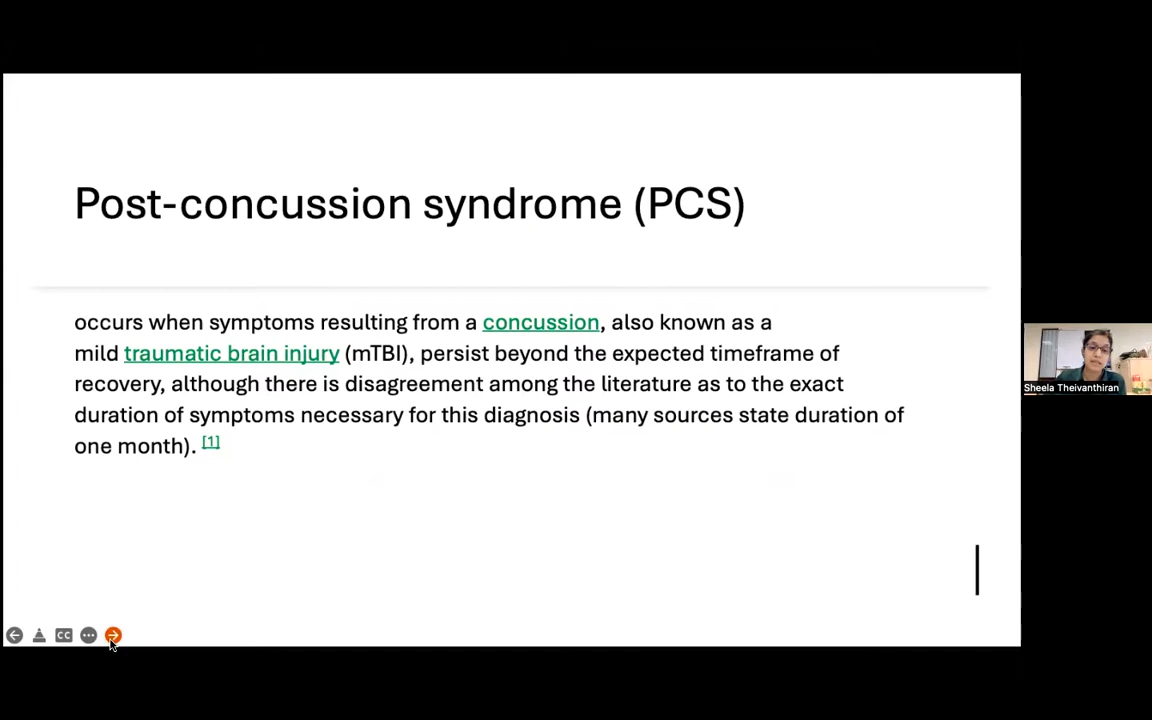 Post-concussion syndrome (PCS)
occurs when symptoms resulting from a concussion, also known as a
mild traumatic brain injury (mTBI), persist beyond the expected timeframe of
recovery, although there is disagreement among the literature as to the exact
duration of symptoms necessary for this diagnosis (many sources state duration of
one month). [1]
Sheela Theivanthiran
CC